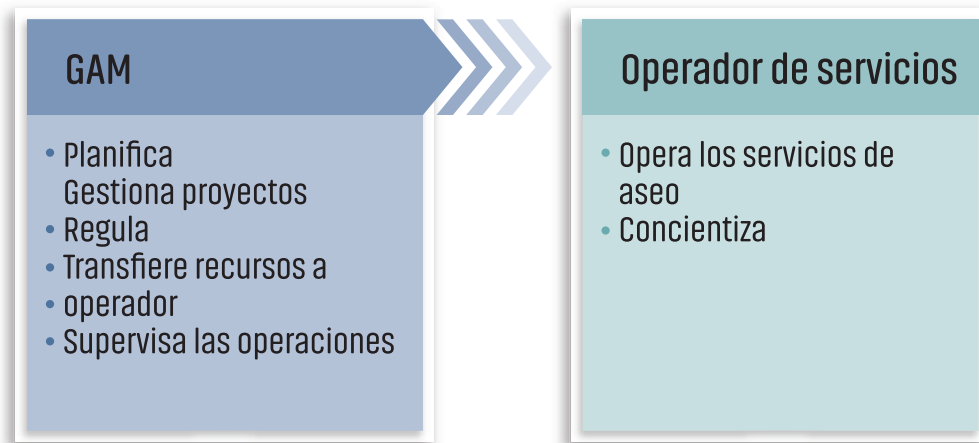 GAM
• Planifica
Gestiona proyectos
• Regula
• Transfiere recursos a
• operador
• Supervisa las operaciones
Operador de servicios
• Opera los servicios de
aseo
• Concientiza